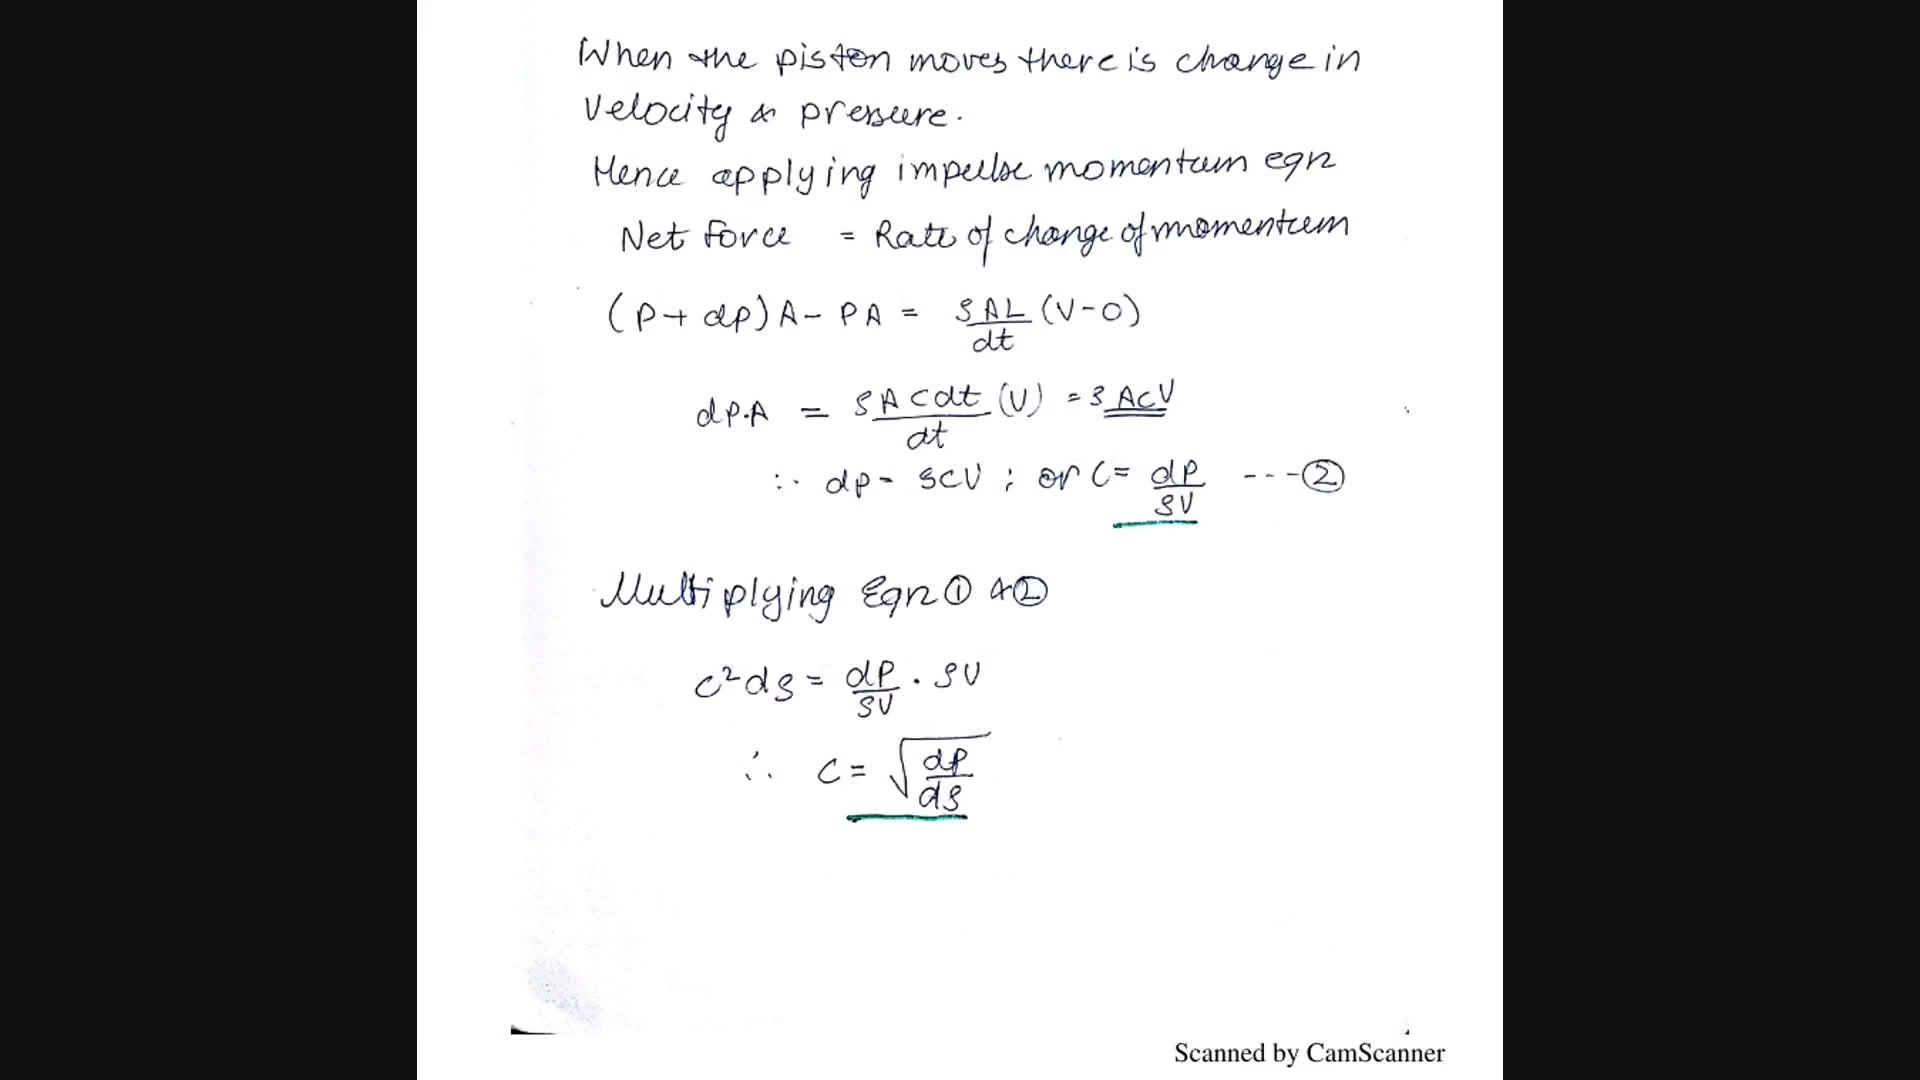 When the piston moves there is change in
velocity & pressure.
Hence applying impulse momentum eqn
Net force = Rate of change of momentum
(P + dp) A - PA = ρAL/dt (V-0)
dP.A = ρA Cdt/dt (V) = ρACV
∴ dp = ρCV ; or C = dP/ρV ---②
Multiplying Eqn ① & ②
C²dρ = dP/ρV . ρV
∴ C = √(dP/dρ)
Scanned by CamScanner